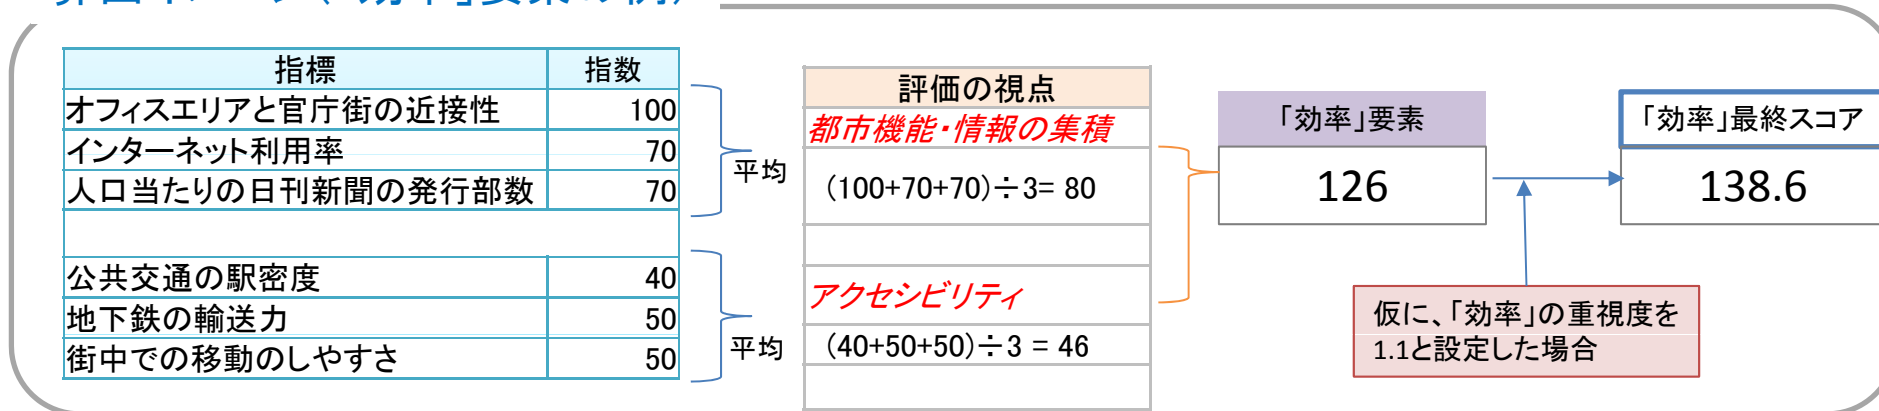 指標 指数
オフィスエリアと官庁街の近接性 100
インターネット利用率 70
人口当たりの日刊新聞の発行部数 70
平均
公共交通の駅密度 40
地下鉄の輸送力 50
街中での移動のしやすさ 50
平均
評価の視点
都市機能・情報の集積
(100+70+70)÷3= 80
アクセシビリティ
(40+50+50)÷3 = 46
「効率」要素
126
「効率」最終スコア
138.6
仮に、「効率」の重視度を
1.1と設定した場合